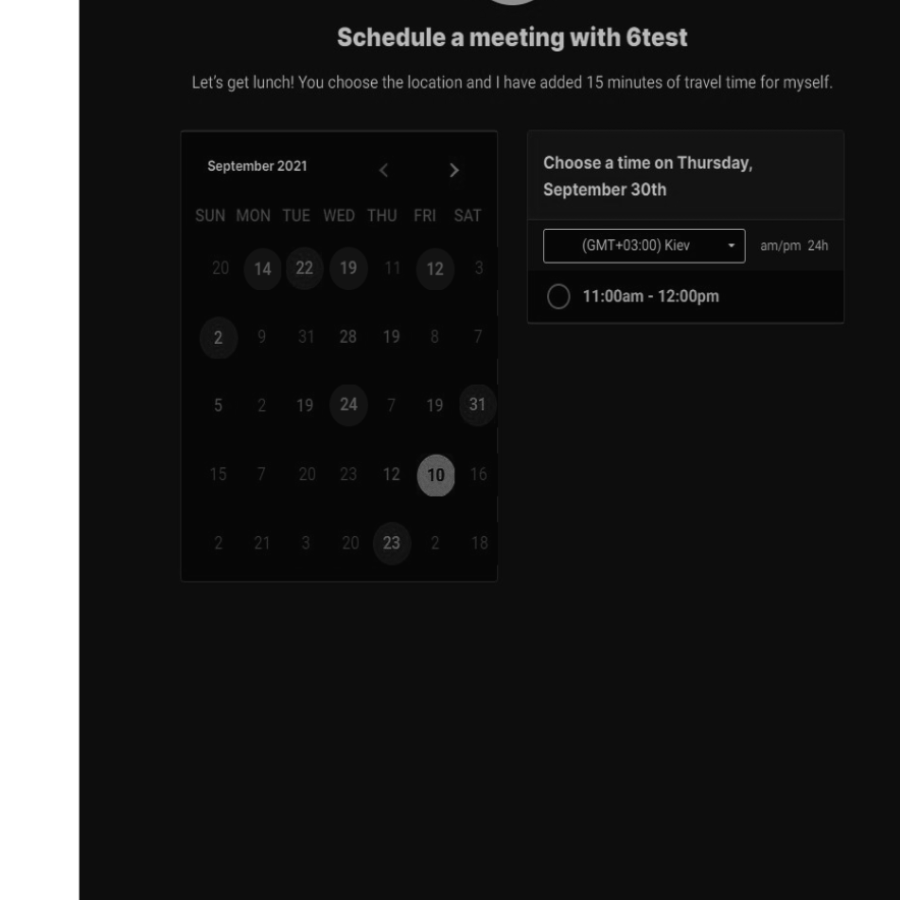 Schedule a meeting with 6test
Let's get lunch! You choose the location and I have added 15 minutes of travel time for myself.
September 2021
SUN MON TUE WED THU FRI SAT
20 14 22 19 11 12 3
2 9 31 28 19 8 7
5 2 19 24 7 19 31
15 7 20 23 12 10 16
2 21 3 20 23 2 18
Choose a time on Thursday,
September 30th
(GMT+03:00) Kiev am/pm 24h
11:00am - 12:00pm